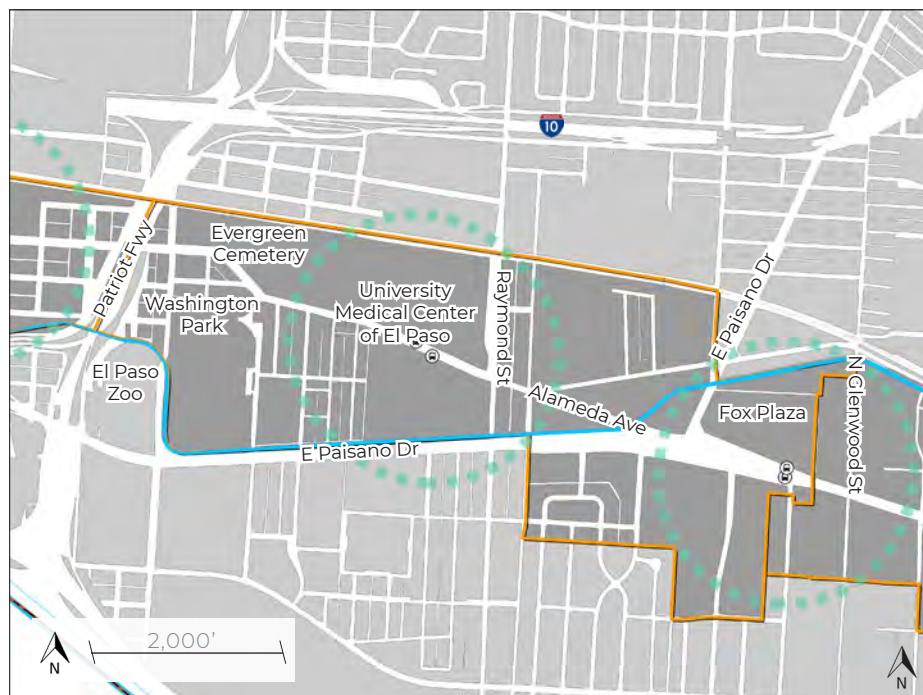 10
Patriot Fwy
Evergreen
Cemetery
E Paisano Dr
Washington
Park
University
Medical Center
of El Paso
Raymond St
El Paso
Zoo
Alameda Ave
Fox Plaza
N Glenwood St
E Paisano Dr
2,000'
N
N